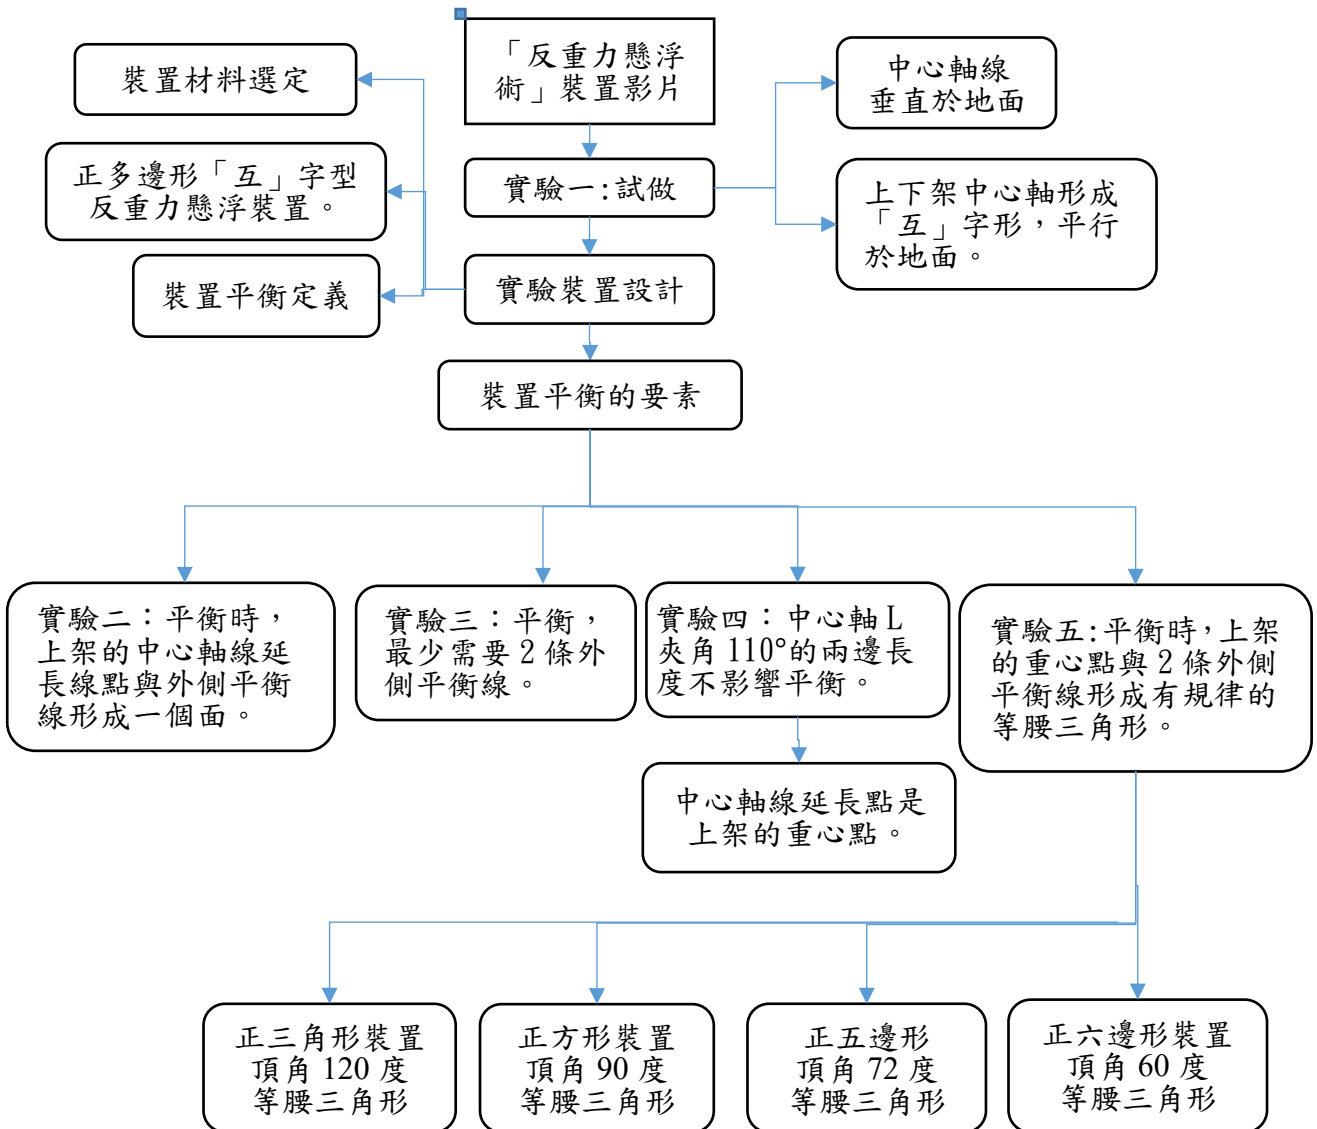 「反重力懸浮
術」裝置影片
裝置材料選定
中心軸線
垂直於地面
正多邊形「互」字型
反重力懸浮裝置。
實驗一:試做
上下架中心軸形成
「互」字形，平行
於地面。
裝置平衡定義
實驗裝置設計
裝置平衡的要素
實驗二：平衡時，
上架的中心軸線延
長線點與外側平衡
線形成一個面。
實驗三：平衡，
最少需要 2 條外
側平衡線。
實驗四：中心軸 L
夾角 110°的兩邊長
度不影響平衡。
實驗五:平衡時，上架
的重心點與 2 條外側
平衡線形成有規律的
等腰三角形。
中心軸線延長點是
上架的重心點。
正三角形裝置
頂角 120 度
等腰三角形
正方形裝置
頂角 90 度
等腰三角形
正五邊形
頂角 72 度
等腰三角形
正六邊形裝置
頂角 60 度
等腰三角形